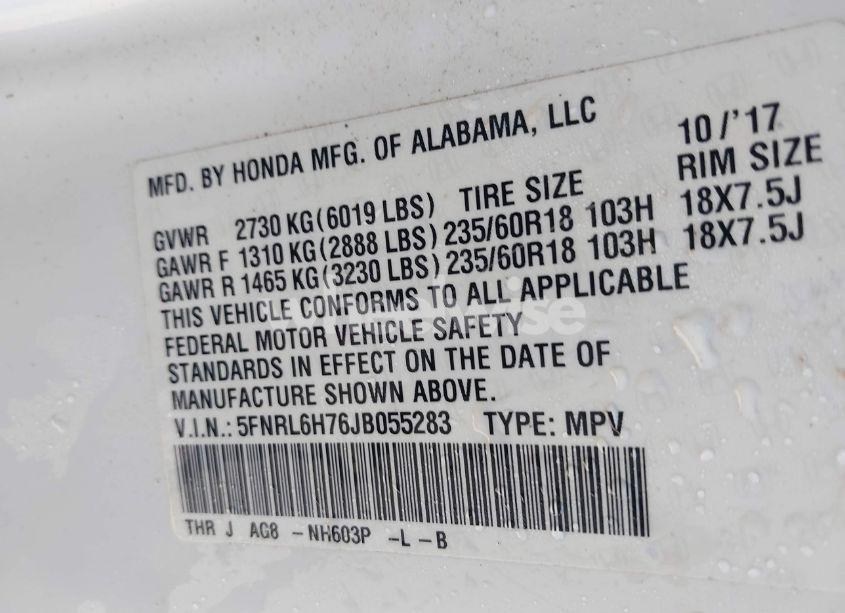 MFD. BY HONDA MFG. OF ALABAMA, LLC 10/'17
GVWR 2730 KG(6019 LBS) TIRE SIZE RIM SIZE
GAWR F 1310 KG(2888 LBS) 235/60R18 103H 18X7.5J
GAWR R 1465 KG(3230 LBS) 235/60R18 103H 18X7.5J
THIS VEHICLE CONFORMS TO ALL APPLICABLE
FEDERAL MOTOR VEHICLE SAFETY
STANDARDS IN EFFECT ON THE DATE OF
MANUFACTURE SHOWN ABOVE.
V.I.N.: 5FNRL6H76JB055283 TYPE: MPV
THR J AG8 -NH603P -L -B